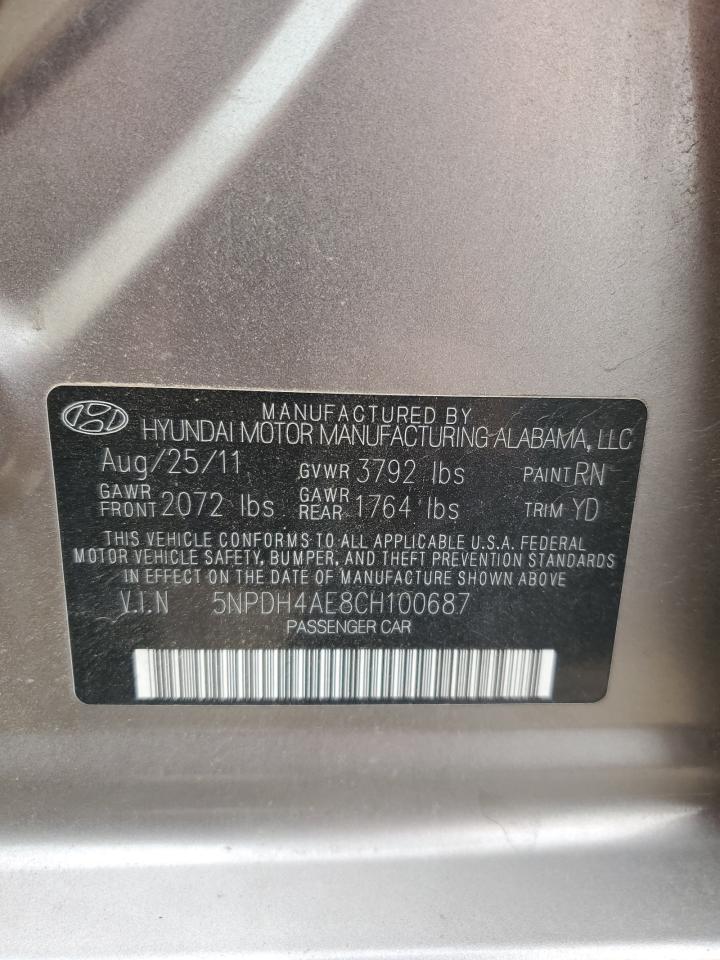 MANUFACTURED BY
HYUNDAI MOTOR MANUFACTURING-ALABAMA, LLC
Aug/25/11 GVWR 3792 lbs PAINT RN
GAWR FRONT 2072 lbs GAWR REAR 1764 lbs TRIM YD
THIS VEHICLE CONFORMS TO ALL APPLICABLE U.S.A. FEDERAL
MOTOR VEHICLE SAFETY, BUMPER, AND THEFT PREVENTION STANDARDS
IN EFFECT ON THE DATE OF MANUFACTURE SHOWN ABOVE
V.I.N 5NPDH4AE8CH100687
PASSENGER CAR